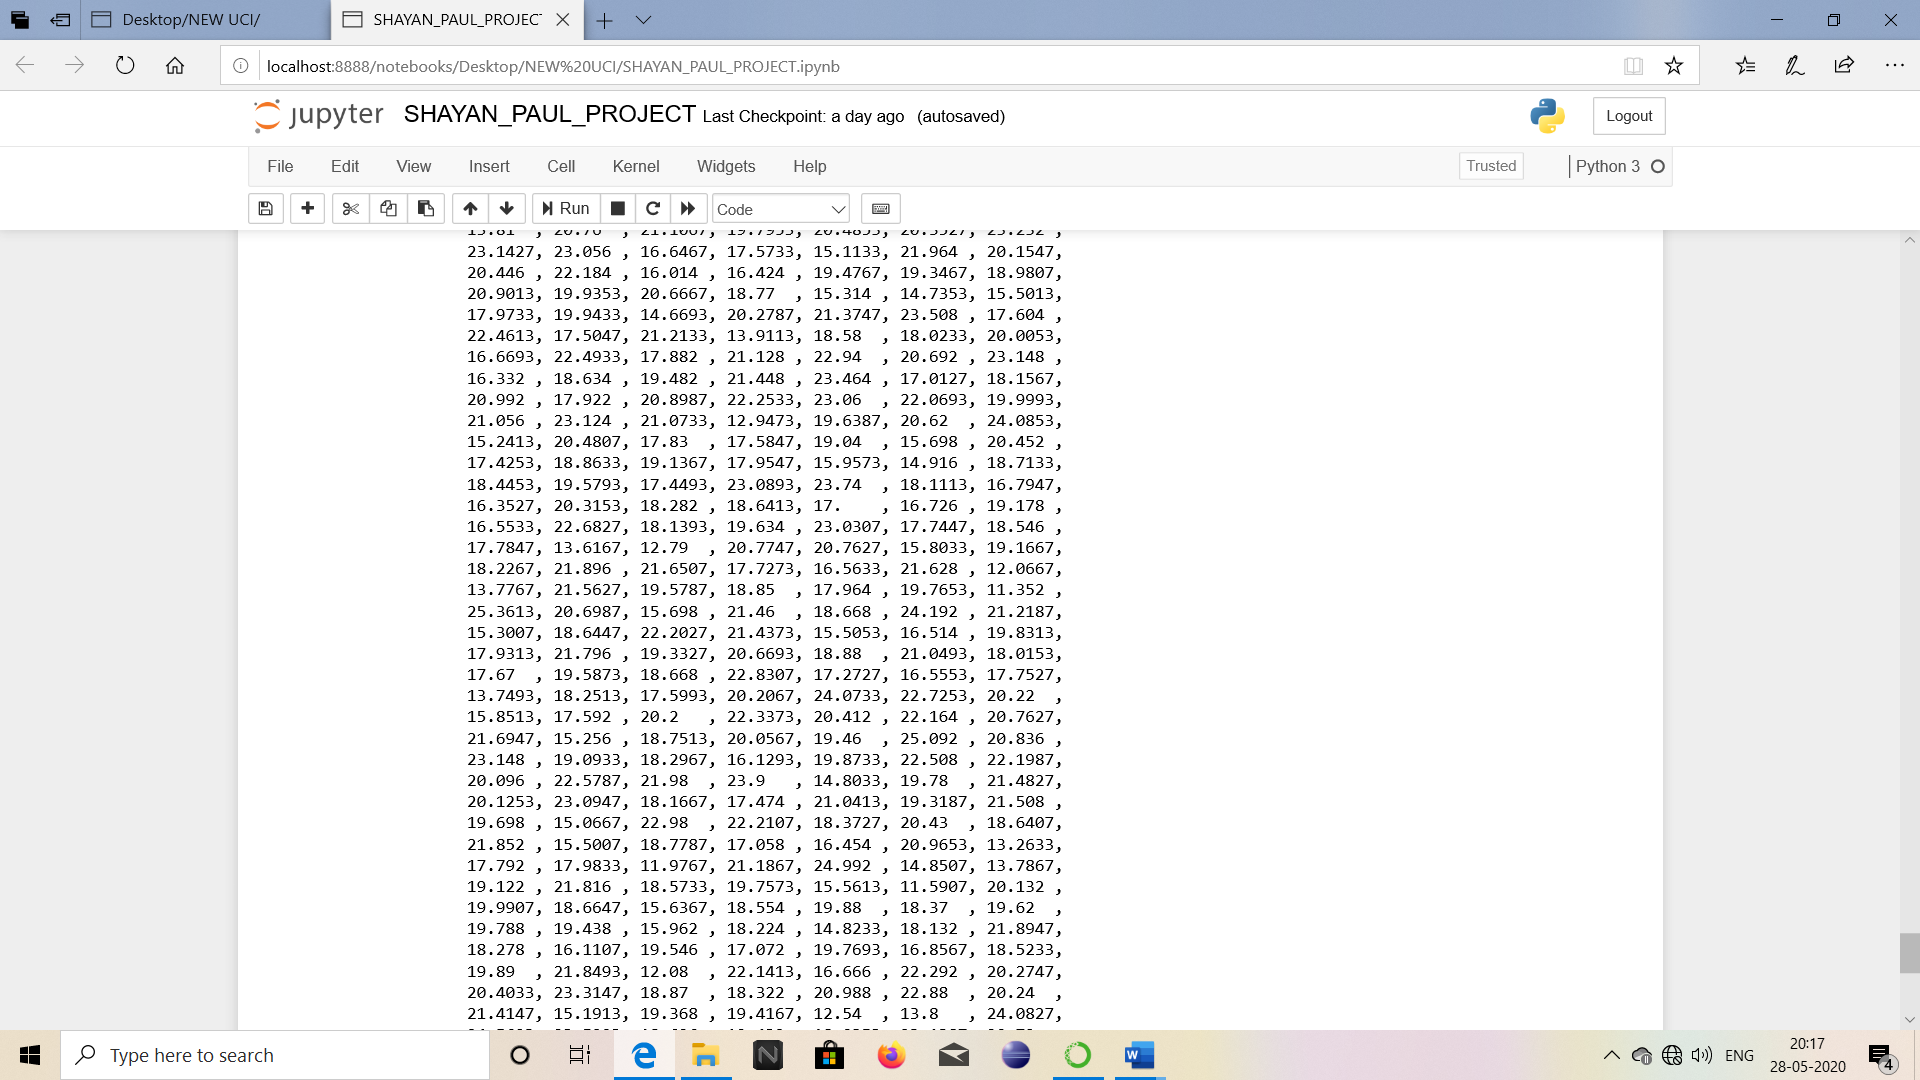 Desktop/NEW UCI/
SHAYAN_PAUL_PROJEC
localhost:8888/notebooks/Desktop/NEW%20UCI/SHAYAN_PAUL_PROJECT.ipynb
jupyter SHAYAN_PAUL_PROJECT Last Checkpoint: a day ago (autosaved)
Logout
File Edit View Insert Cell Kernel Widgets Help
Trusted
Python 3
Run
Code
23.1427, 23.056 , 16.6467, 17.5733, 15.1133, 21.964 , 20.1547,
20.446 , 22.184 , 16.014 , 16.424 , 19.4767, 19.3467, 18.9807,
20.9013, 19.9353, 20.6667, 18.77 , 15.314 , 14.7353, 15.5013,
17.9733, 19.9433, 14.6693, 20.2787, 21.3747, 23.508 , 17.604 ,
22.4613, 17.5047, 21.2133, 13.9113, 18.58 , 18.0233, 20.0053,
16.6693, 22.4933, 17.882 , 21.128 , 22.94 , 20.692 , 23.148 ,
16.332 , 18.634 , 19.482 , 21.448 , 23.464 , 17.0127, 18.1567,
20.992 , 17.922 , 20.8987, 22.2533, 23.06 , 22.0693, 19.9993,
21.056 , 23.124 , 21.0733, 12.9473, 19.6387, 20.62 , 24.0853,
15.2413, 20.4807, 17.83 , 17.5847, 19.04 , 15.698 , 20.452 ,
17.4253, 18.8633, 19.1367, 17.9547, 15.9573, 14.916 , 18.7133,
18.4453, 19.5793, 17.4493, 23.0893, 23.74 , 18.1113, 16.7947,
16.3527, 20.3153, 18.282 , 18.6413, 17. , 16.726 , 19.178 ,
16.5533, 22.6827, 18.1393, 19.634 , 23.0307, 17.7447, 18.546 ,
17.7847, 13.6167, 12.79 , 20.7747, 20.7627, 15.8033, 19.1667,
18.2267, 21.896 , 21.6507, 17.7273, 16.5633, 21.628 , 12.0667,
13.7767, 21.5627, 19.5787, 18.85 , 17.964 , 19.7653, 11.352 ,
25.3613, 20.6987, 15.698 , 21.46 , 18.668 , 24.192 , 21.2187,
15.3007, 18.6447, 22.2027, 21.4373, 15.5053, 16.514 , 19.8313,
17.9313, 21.796 , 19.3327, 20.6693, 18.88 , 21.0493, 18.0153,
17.67 , 19.5873, 18.668 , 22.8307, 17.2727, 16.5553, 17.7527,
13.7493, 18.2513, 17.5993, 20.2067, 24.0733, 22.7253, 20.22 ,
15.8513, 17.592 , 20.2 , 22.3373, 20.412 , 22.164 , 20.7627,
21.6947, 15.256 , 18.7513, 20.0567, 19.46 , 25.092 , 20.836 ,
23.148 , 19.0933, 18.2967, 16.1293, 19.8733, 22.508 , 22.1987,
20.096 , 22.5787, 21.98 , 23.9 , 14.8033, 19.78 , 21.4827,
20.1253, 23.0947, 18.1667, 17.474 , 21.0413, 19.3187, 21.508 ,
19.698 , 15.0667, 22.98 , 22.2107, 18.3727, 20.43 , 18.6407,
21.852 , 15.5007, 18.7787, 17.058 , 16.454 , 20.9653, 13.2633,
17.792 , 17.9833, 11.9767, 21.1867, 24.992 , 14.8507, 13.7867,
19.122 , 21.816 , 18.5733, 19.7573, 15.5613, 11.5907, 20.132 ,
19.9907, 18.6647, 15.6367, 18.554 , 19.88 , 18.37 , 19.62 ,
19.788 , 19.438 , 15.962 , 18.224 , 14.8233, 18.132 , 21.8947,
18.278 , 16.1107, 19.546 , 17.072 , 19.7693, 16.8567, 18.5233,
19.89 , 21.8493, 12.08 , 22.1413, 16.666 , 22.292 , 20.2747,
20.4033, 23.3147, 18.87 , 18.322 , 20.988 , 22.88 , 20.24 ,
21.4147, 15.1913, 19.368 , 19.4167, 12.54 , 13.8 , 24.0827,
Type here to search
ENG
20:17
28-05-2020
4